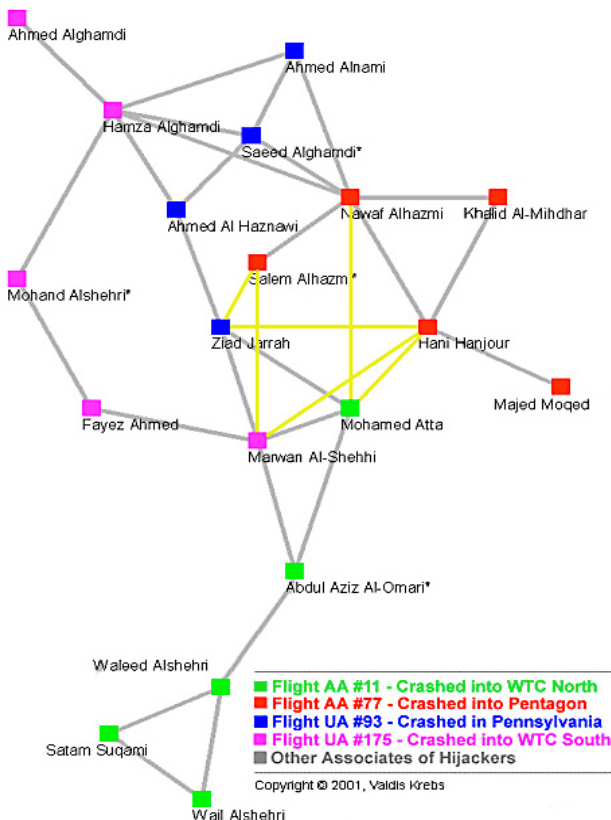 Ahmed Alghamdi
Ahmed Alnami
Hamza Alghamdi
Saeed Alghamdi*
Ahmed Al Haznawi
Nawaf Alhazmi
Khalid Al-Mihdhar
Salem Alhazmi*
Mohand Alshehri*
Ziad Jarrah
Hani Hanjour
Majed Moqed
Fayez Ahmed
Mohamed Atta
Marwan Al-Shehhi
Abdul Aziz Al-Omari*
Waleed Alshehri
Satam Suqami
Wail Alshehri
Flight AA #11 - Crashed into WTC North
Flight AA #77 - Crashed into Pentagon
Flight UA #93 - Crashed in Pennsylvania
Flight UA #175 - Crashed into WTC South
Other Associates of Hijackers
Copyright © 2001, Valdis Krebs